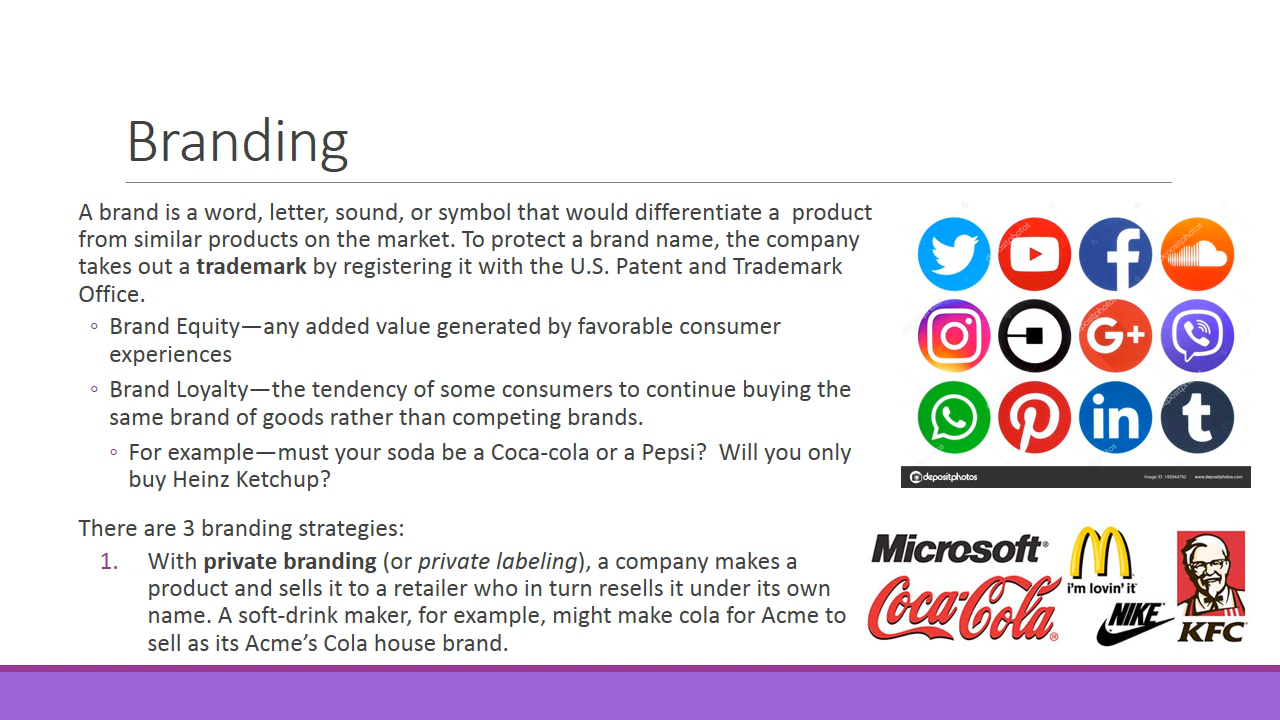 Branding
A brand is a word, letter, sound, or symbol that would differentiate a  product
from similar products on the market. To protect a brand name, the company
takes out a trademark by registering it with the U.S. Patent and Trademark
Office.
◦ Brand Equity—any added value generated by favorable consumer
experiences
◦ Brand Loyalty—the tendency of some consumers to continue buying the
same brand of goods rather than competing brands.
◦ For example—must your soda be a Coca-cola or a Pepsi?  Will you only
buy Heinz Ketchup?
There are 3 branding strategies:
1. With private branding (or private labeling), a company makes a
product and sells it to a retailer who in turn resells it under its own
name. A soft-drink maker, for example, might make cola for Acme to
sell as its Acme’s Cola house brand.
G+
in
t
depositphotos
www.depositphotos.com
Microsoft®
Coca-Cola®
i'm lovin' it
NIKE
KFC